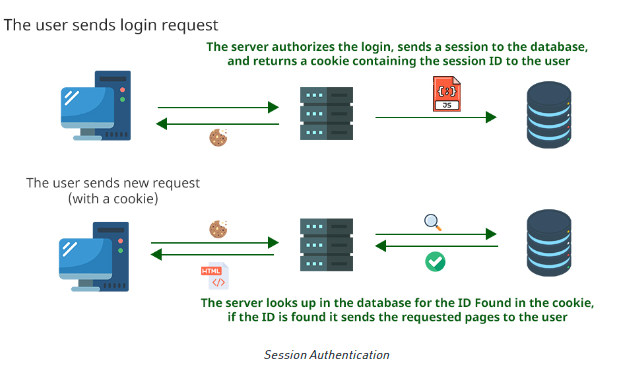 The user sends login request
The server authorizes the login, sends a session to the database,
and returns a cookie containing the session ID to the user
{:}
JS
The user sends new request
(with a cookie)
HTML
</>
The server looks up in the database for the ID Found in the cookie,
if the ID is found it sends the requested pages to the user
Session Authentication